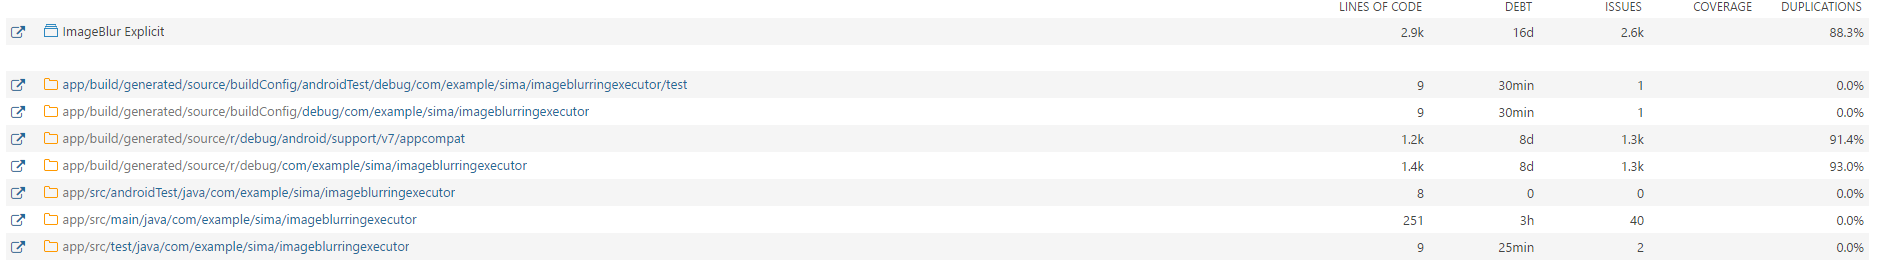 LINES OF CODE DEBT ISSUES COVERAGE DUPLICATIONS
ImageBlur Explicit 2.9k 16d 2.6k 88.3%
app/build/generated/source/buildConfig/androidTest/debug/com/example/sima/imageblurringexecutor/test 9 30min 1 0.0%
app/build/generated/source/buildConfig/debug/com/example/sima/imageblurringexecutor 9 30min 1 0.0%
app/build/generated/source/r/debug/android/support/v7/appcompat 1.2k 8d 1.3k 91.4%
app/build/generated/source/r/debug/com/example/sima/imageblurringexecutor 1.4k 8d 1.3k 93.0%
app/src/androidTest/java/com/example/sima/imageblurringexecutor 8 0 0 0.0%
app/src/main/java/com/example/sima/imageblurringexecutor 251 3h 40 0.0%
app/src/test/java/com/example/sima/imageblurringexecutor 9 25min 2 0.0%